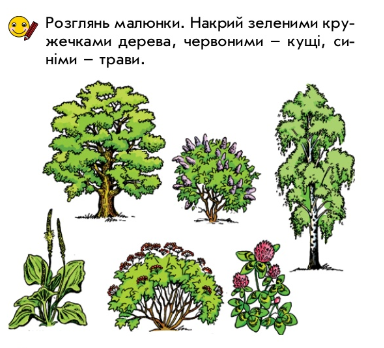 Розглянь малюнки. Накрий зеленими кру-
жечками дерева, червоними – кущі, си-
німи – трави.